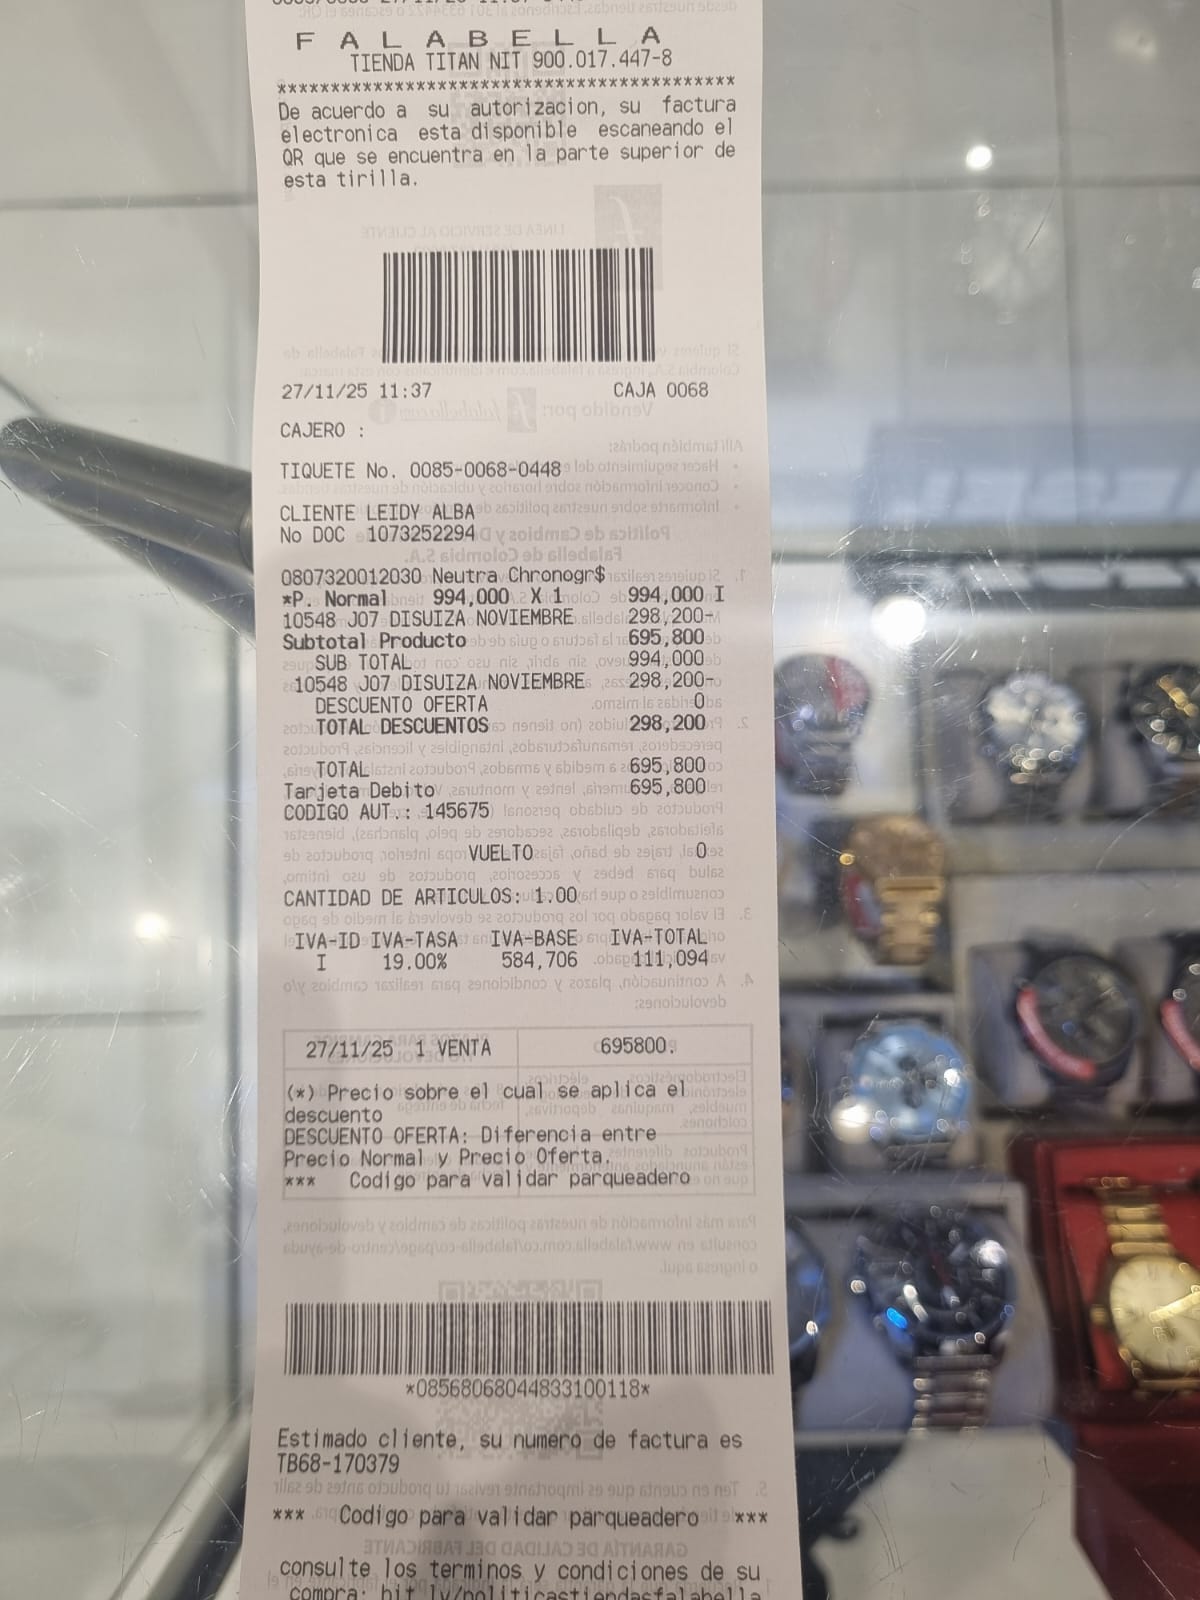 F A L A B E L L A
TIENDA TITAN NIT 900.017.447-8
*******************************************
De acuerdo a su autorizacion, su factura
electronica esta disponible escaneando el
QR que se encuentra en la parte superior de
esta tirilla.
27/11/25 11:37 CAJA 0068
CAJERO :
TIQUETE No. 0085-0068-0448
CLIENTE LEIDY ALBA
No DOC 1073252294
0807320012030 Neutra Chronogr$
*P. Normal 994,000 X 1 994,000 I
10548 J07 DISUIZA NOVIEMBRE 298,200-
Subtotal Producto 695,800
SUB TOTAL 994,000
10548 J07 DISUIZA NOVIEMBRE 298,200-
DESCUENTO OFERTA 0
TOTAL DESCUENTOS 298,200
TOTAL 695,800
Tarjeta Debito 695,800
CODIGO AUT.: 145675
VUELTO 0
CANTIDAD DE ARTICULOS: 1.00
IVA-ID IVA-TASA IVA-BASE IVA-TOTAL
I 19.00% 584,706 111,094
27/11/25 1 VENTA 695800.
(*) Precio sobre el cual se aplica el
descuento
DESCUENTO OFERTA: Diferencia entre
Precio Normal y Precio Oferta.
*** Codigo para validar parqueadero
*08568068044833100118*
Estimado cliente, su numero de factura es
TB68-170379
*** Codigo para validar parqueadero ***
consulte los terminos y condiciones de su
compra: bit.ly/politicastiendasfalabella